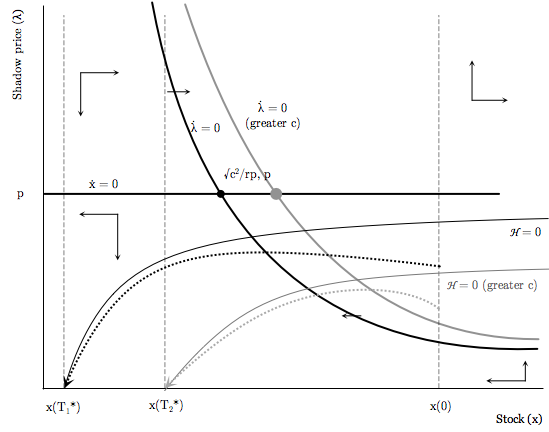 Shadow price (λ)
λ̇ = 0
(greater c)
λ̇ = 0
√c²/rp, p
ẋ = 0
p
ℋ = 0
ℋ = 0 (greater c)
x(T₁*)
x(T₂*)
x(0)
Stock (x)